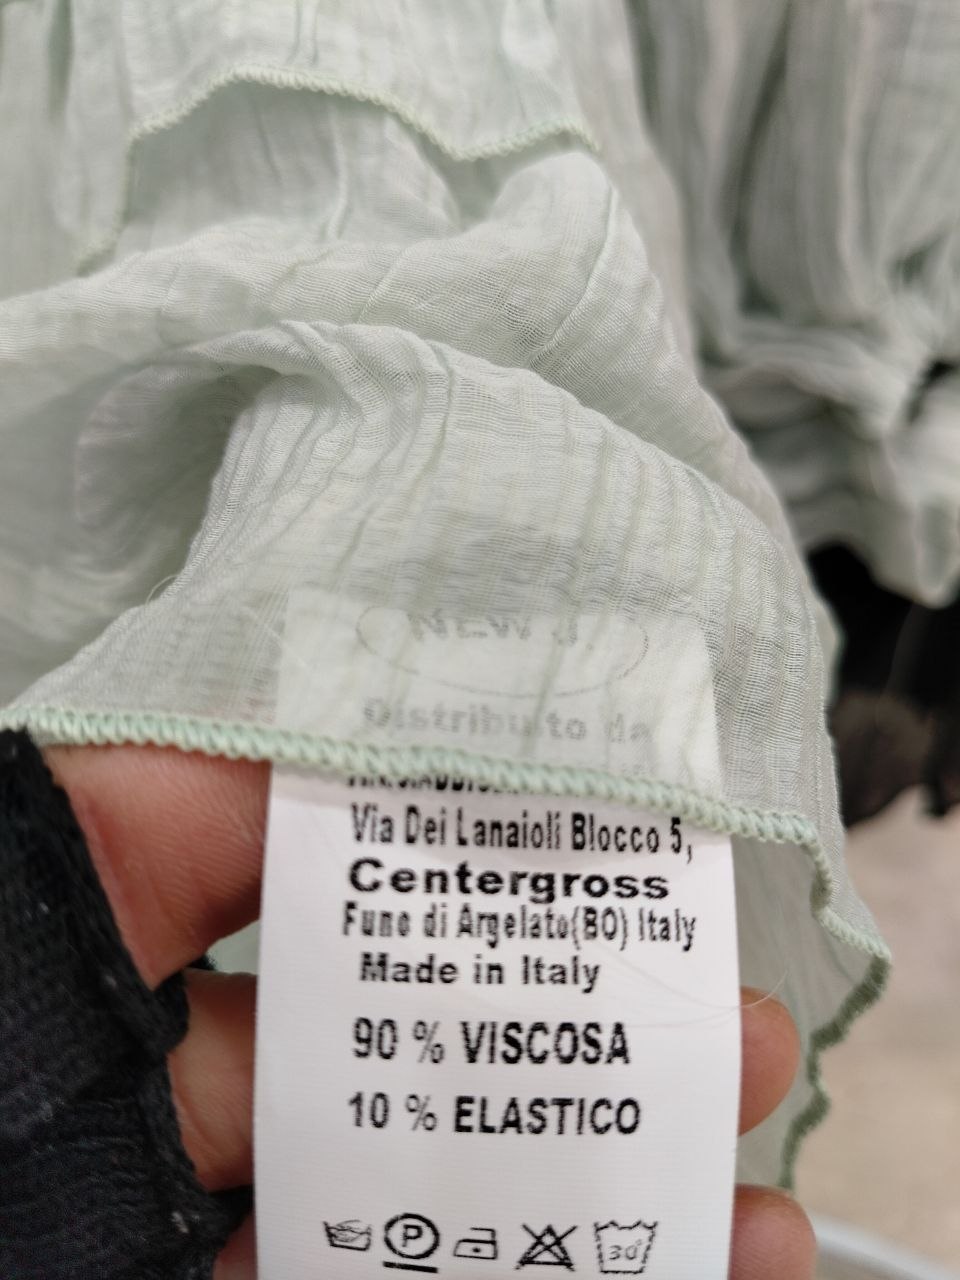 NEW J.
Distribuito da
Via Dei Lanaioli Blocco 5,
Centergross
Funo di Argelato(BO) Italy
Made in Italy
90 % VISCOSA
10 % ELASTICO
P
30°